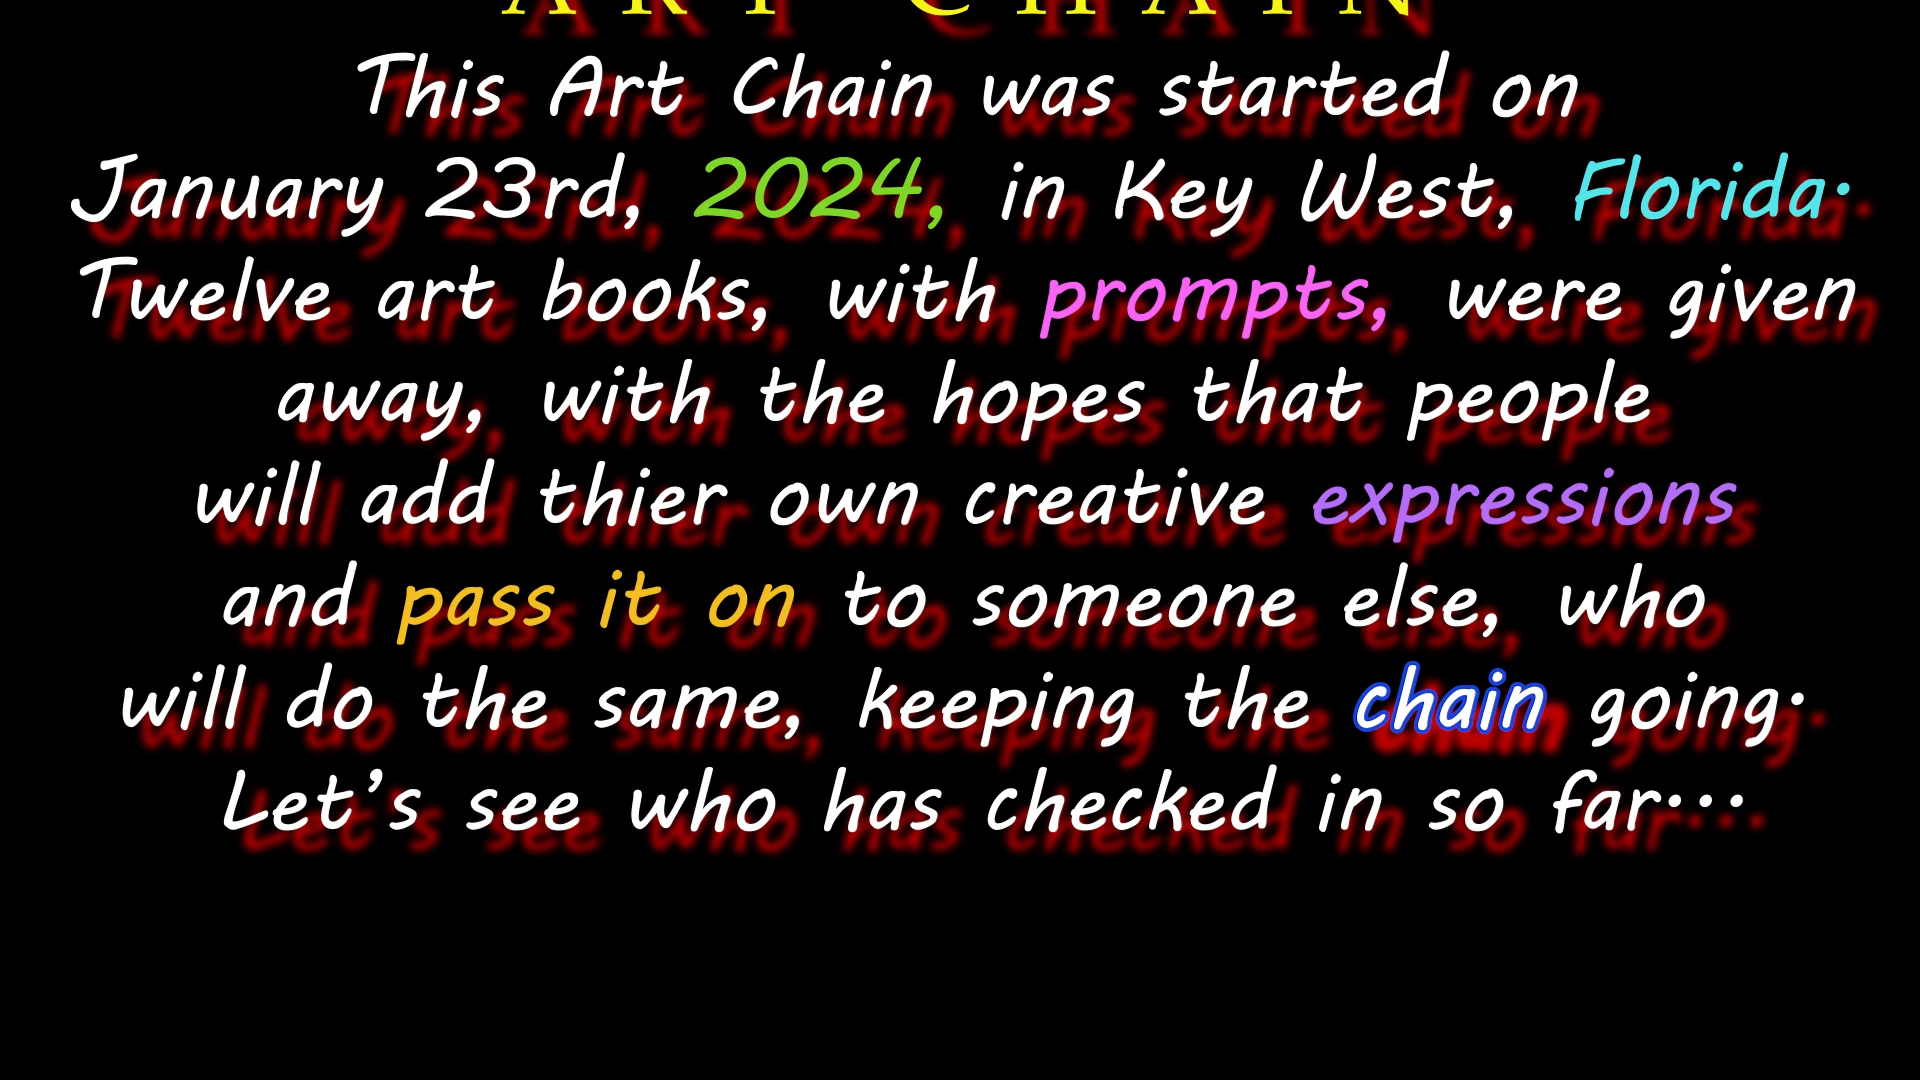 ART CHAIN
This Art Chain was started on
January 23rd, 2024, in Key West, Florida.
Twelve art books, with prompts, were given
away, with the hopes that people
will add thier own creative expressions
and pass it on to someone else, who
will do the same, keeping the chain going.
Let’s see who has checked in so far...